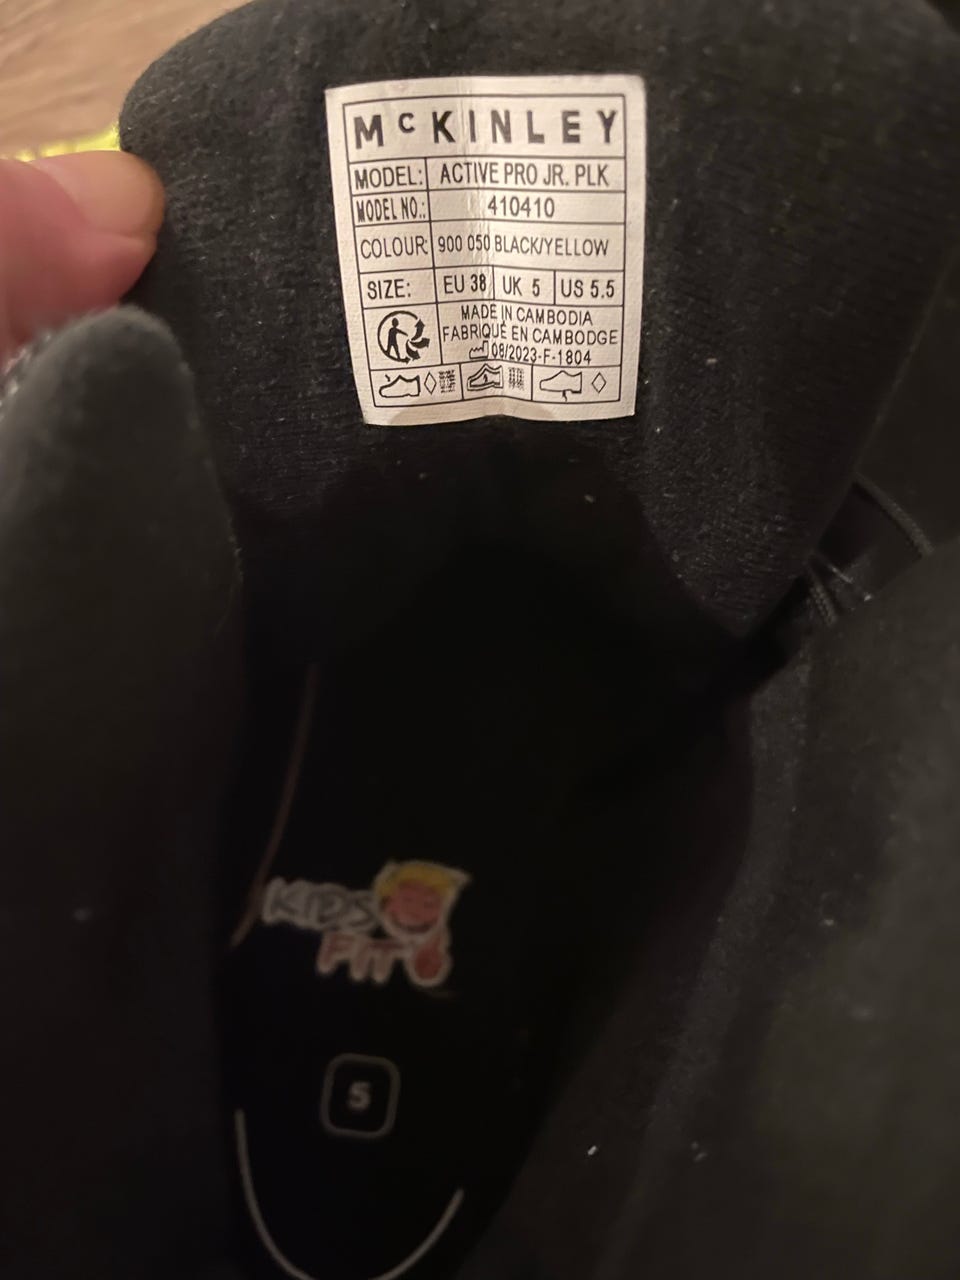 McKINLEY
MODEL: ACTIVE PRO JR. PLK
MODEL NO.: 410410
COLOUR: 900 050 BLACK/YELLOW
SIZE: EU 38 UK 5 US 5.5
MADE IN CAMBODIA
FABRIQUÉ EN CAMBODGE
08/2023-F-1804
KIDS
FIT
5